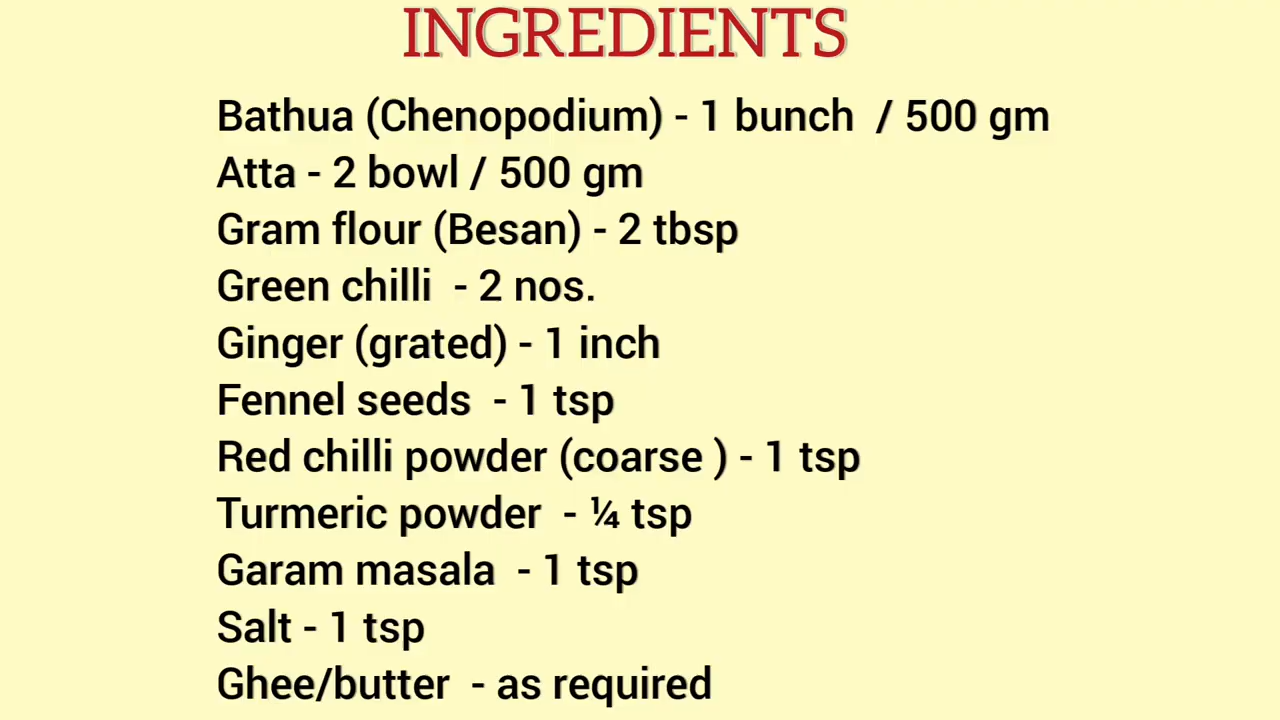 INGREDIENTS
Bathua (Chenopodium) - 1 bunch / 500 gm
Atta - 2 bowl / 500 gm
Gram flour (Besan) - 2 tbsp
Green chilli - 2 nos.
Ginger (grated) - 1 inch
Fennel seeds - 1 tsp
Red chilli powder (coarse ) - 1 tsp
Turmeric powder - ¼ tsp
Garam masala - 1 tsp
Salt - 1 tsp
Ghee/butter - as required